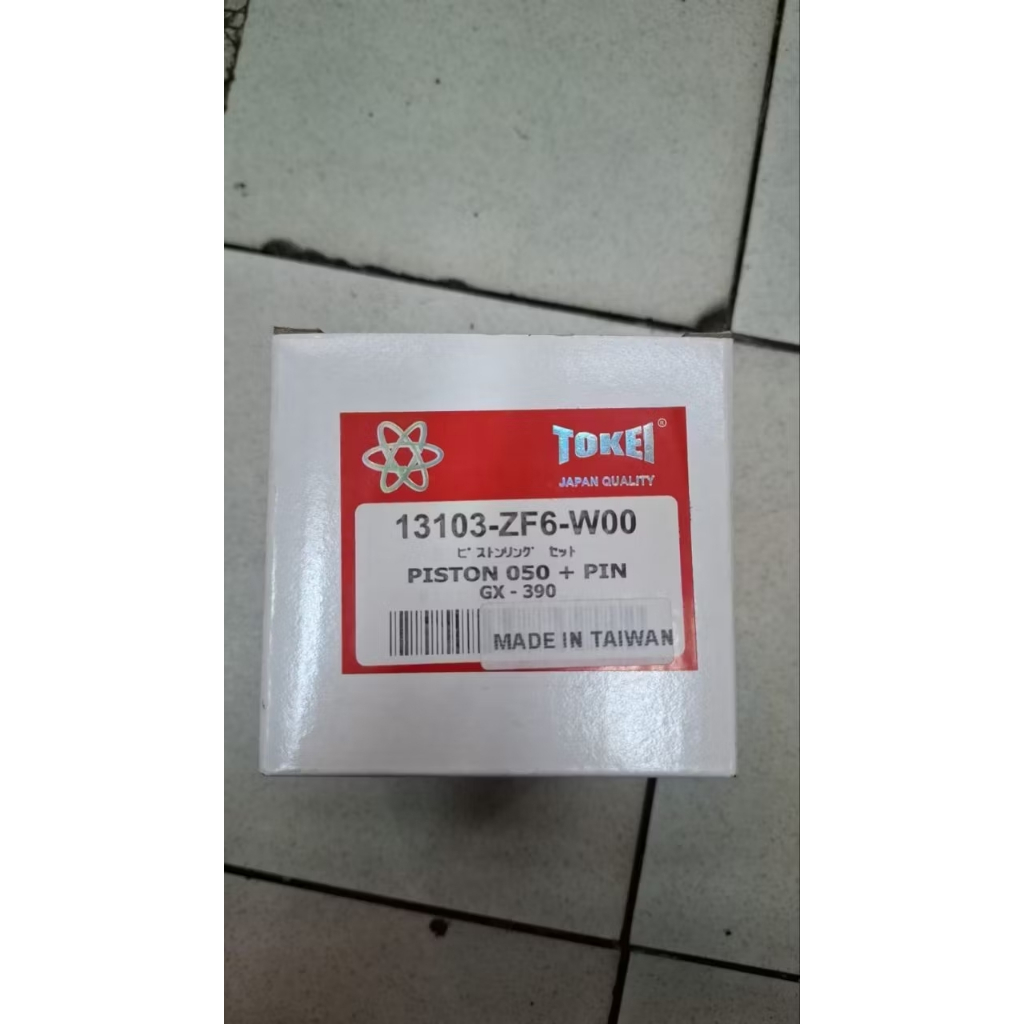 TOKEI ®
JAPAN QUALITY
13103-ZF6-W00
ピストンリング セット
PISTON 050 + PIN
GX - 390
MADE IN TAIWAN